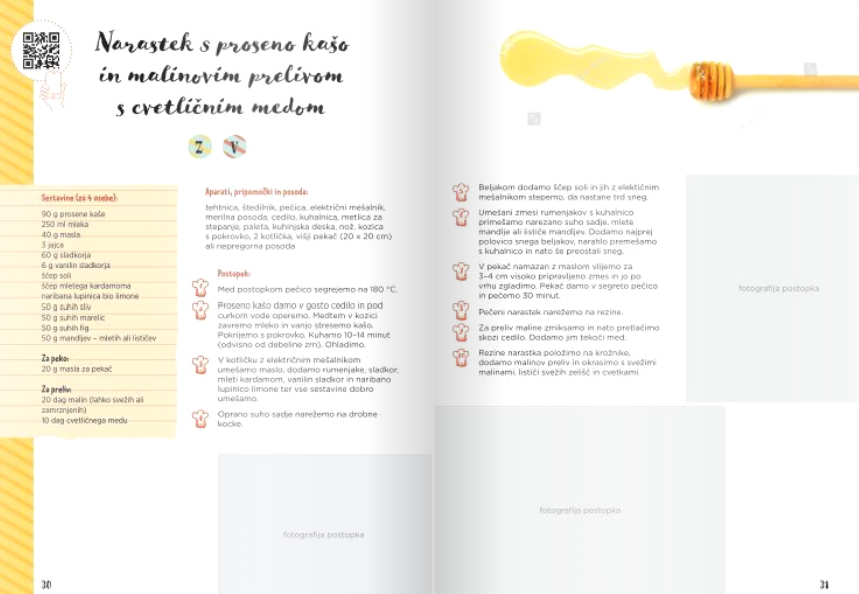 Narastek s proseno kašo
in malinovim prelivom
s cvetličnim medom
Z
V
Sestavine (za 4 osebe):
90 g prosene kaše
250 ml mleka
40 g masla
3 jajca
60 g sladkorja
6 g vanilin sladkorja
ščep soli
ščep mletega kardamoma
naribana lupinica bio limone
50 g suhih sliv
50 g suhih marelic
50 g suhih fig
50 g mandljev – mletih ali lističev
Za peko:
20 g masla za pekač
Za preliv:
20 dag malin (lahko svežih ali
zamrznjenih)
10 dag cvetličnega medu
Aparati, pripomočki in posoda:
tehtnica, štedilnik, pečica, električni mešalnik,
merilna posoda, cedilo, kuhalnica, metlica za
stepanje, paleta, kuhinjska deska, nož, kozica
s pokrovko, 2 kotlička, višji pekač (20 x 20 cm)
ali nepregorna posoda
Postopek:
1 Med postopkom pečico segrejemo na 180 °C.
2 Proseno kašo damo v gosto cedilo in pod
curkom vode operemo. Medtem v kozici
zavremo mleko in vanjo stresemo kašo.
Pokrijemo s pokrovko. Kuhamo 10–14 minut
(odvisno od debeline zrn). Ohladimo.
3 V kotličku z električnim mešalnikom
umešamo maslo, dodamo rumenjake, sladkor,
mleti kardamom, vanilin sladkor in naribano
lupinico limone ter vse sestavine dobro
umešamo.
4 Oprano suho sadje narežemo na drobne
kocke.
fotografija postopka
30
5 Beljakom dodamo ščep soli in jih z elektičnim
mešalnikom stepemo, da nastane trd sneg.
Umešani zmesi rumenjakov s kuhalnico
primešamo narezano suho sadje, mlete
mandlje ali lističe mandljev. Dodamo najprej
polovico snega beljakov, narahlo premešamo
s kuhalnico in nato še preostali sneg.
V pekač namazan z maslom vlijemo za
3–4 cm visoko pripravljeno zmes in jo po
vrhu zgladimo. Pekač damo v segreto pečico
in pečemo 30 minut.
Pečeni narastek narežemo na rezine.
Za preliv maline zmiksamo in nato pretlačimo
skozi cedilo. Dodamo jim tekoči med.
10 Rezine narastka položimo na krožnike,
dodamo malinov preliv in okrasimo s svežimi
malinami, lističi svežih zelišč in cvetkami.
fotografija postopka
fotografija postopka
31